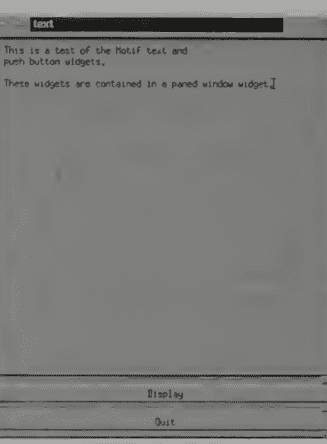 text
This is a test of the Motif text and
push button widgets.
These widgets are contained in a paned window widget.
Display
Quit